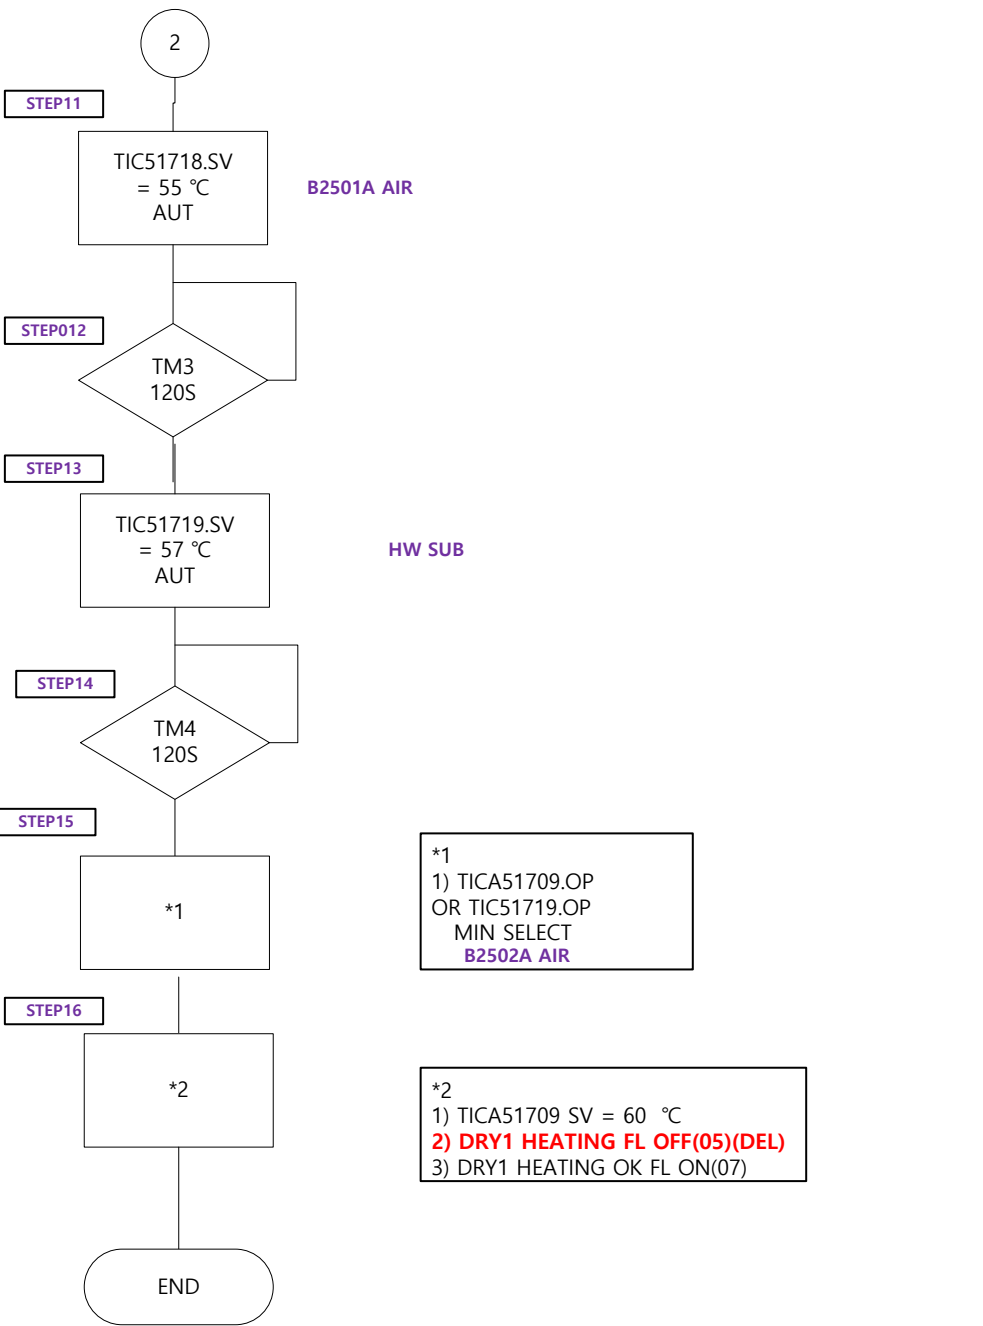 2
STEP11
TIC51718.SV
= 55 ℃
AUT
B2501A AIR
STEP012
TM3
120S
STEP13
TIC51719.SV
= 57 ℃
AUT
HW SUB
STEP14
TM4
120S
STEP15
*1
*1
1) TICA51709.OP
OR TIC51719.OP
MIN SELECT
B2502A AIR
STEP16
*2
*2
1) TICA51709 SV = 60 ℃
2) DRY1 HEATING FL OFF(05)(DEL)
3) DRY1 HEATING OK FL ON(07)
END